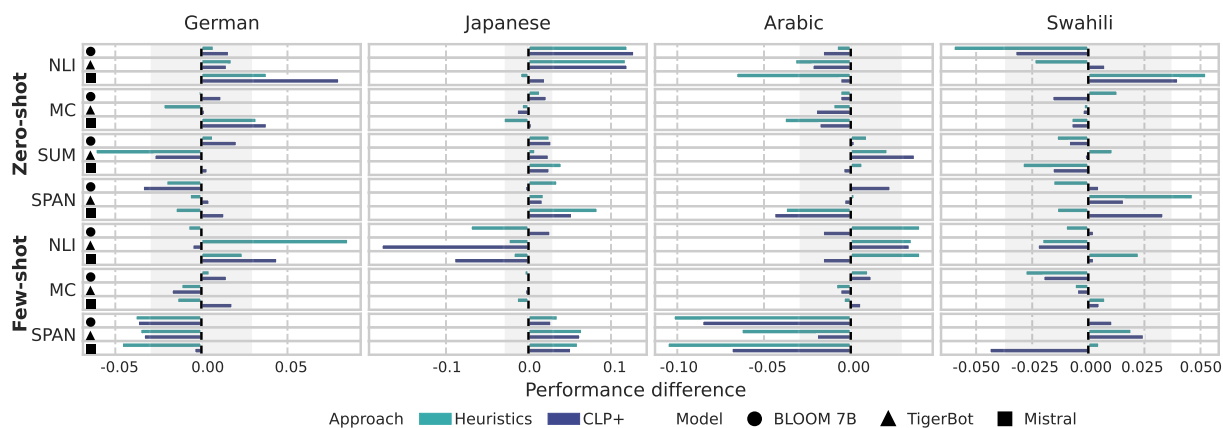 German Japanese Arabic Swahili
Zero-shot
NLI
MC
SUM
SPAN
Few-shot
NLI
MC
SPAN
-0.05 0.00 0.05 -0.1 0.0 0.1 -0.10 -0.05 0.00 -0.050 -0.025 0.000 0.025 0.050
Performance difference
Approach Heuristics CLP+ Model BLOOM 7B TigerBot Mistral